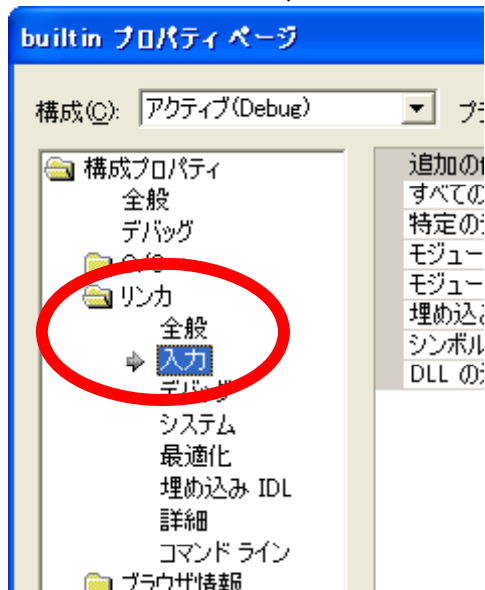 builtin プロパティ ページ
構成(C): アクティブ(Debug)
構成プロパティ
全般
デバッグ
リンカ
全般
入力
デバッグ
システム
最適化
埋め込み IDL
詳細
コマンド ライン
ブラウザ情報
追加の
すべての
特定の
モジュー
モジュー
埋め込
シンボル
DLL の